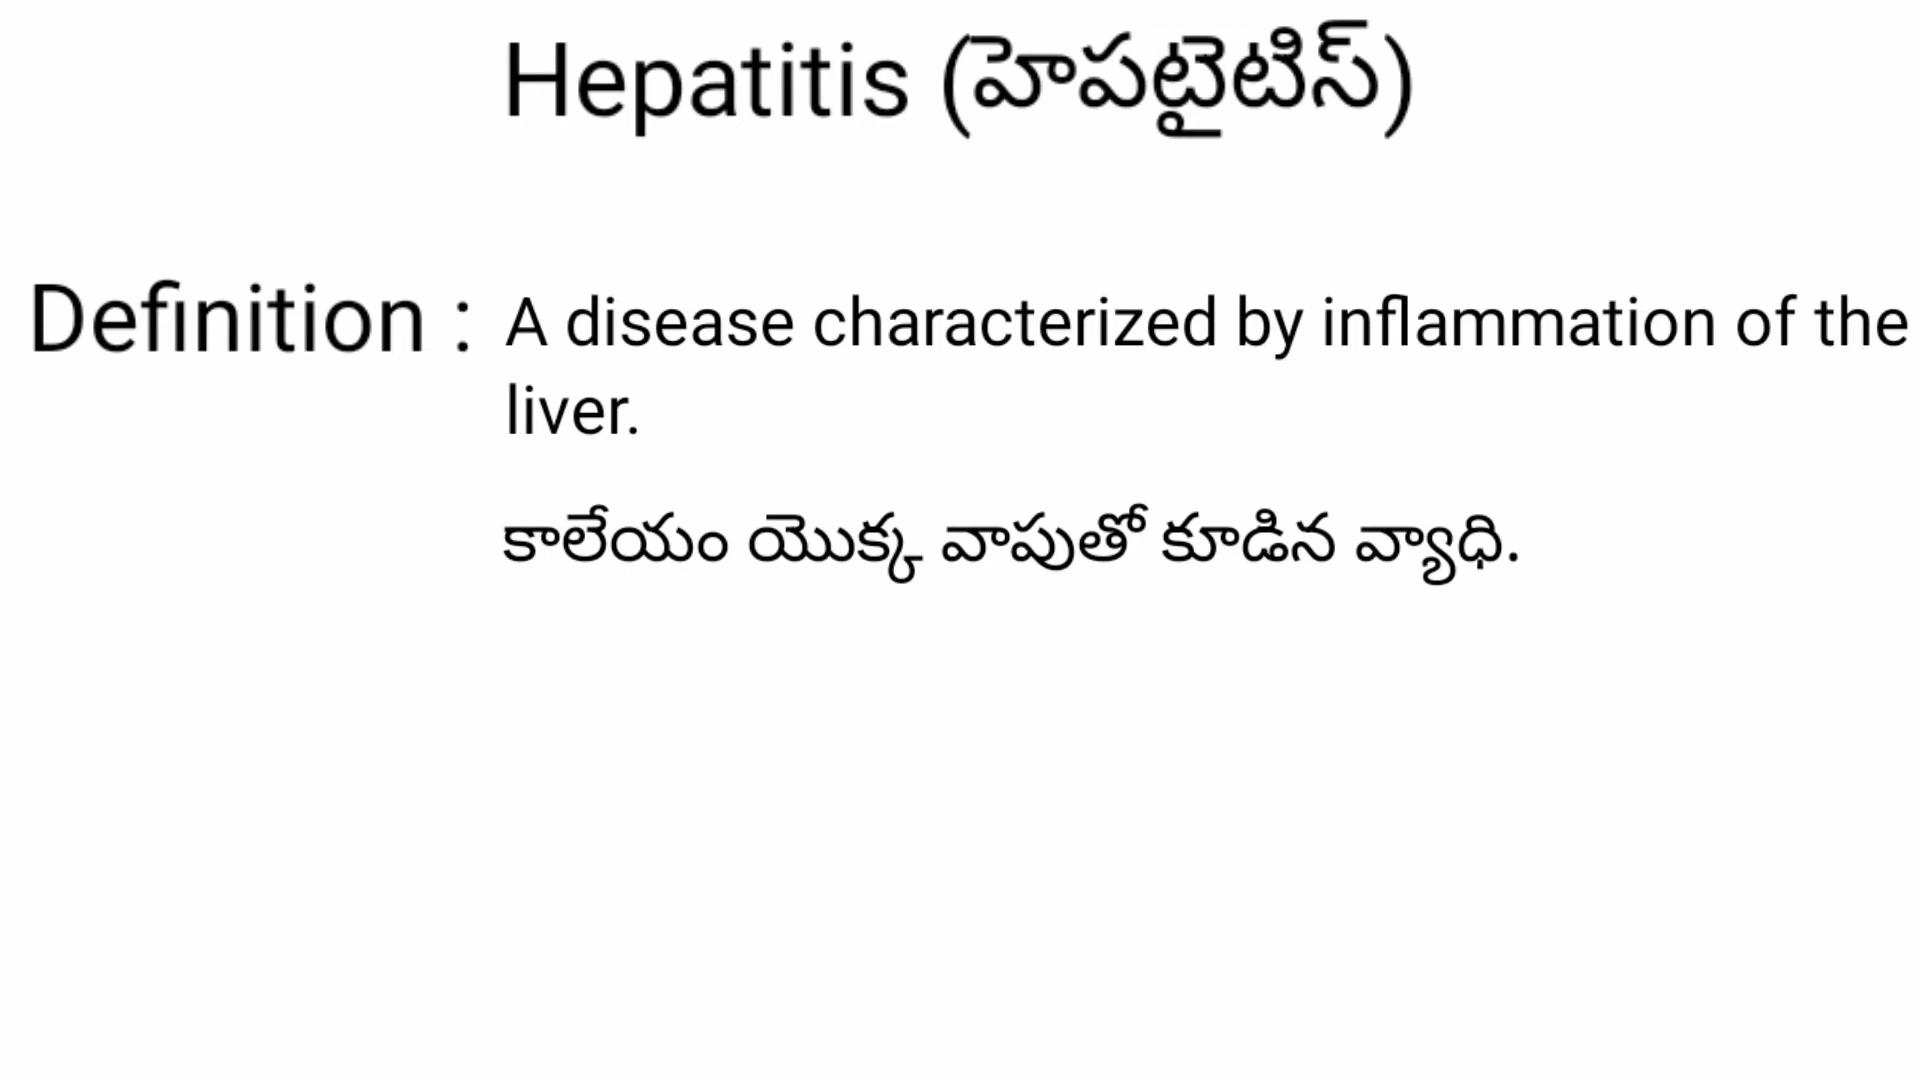 Hepatitis (హెపటైటిస్)
Definition : A disease characterized by inflammation of the
liver.
కాలేయం యొక్క వాపుతో కూడిన వ్యాధి.